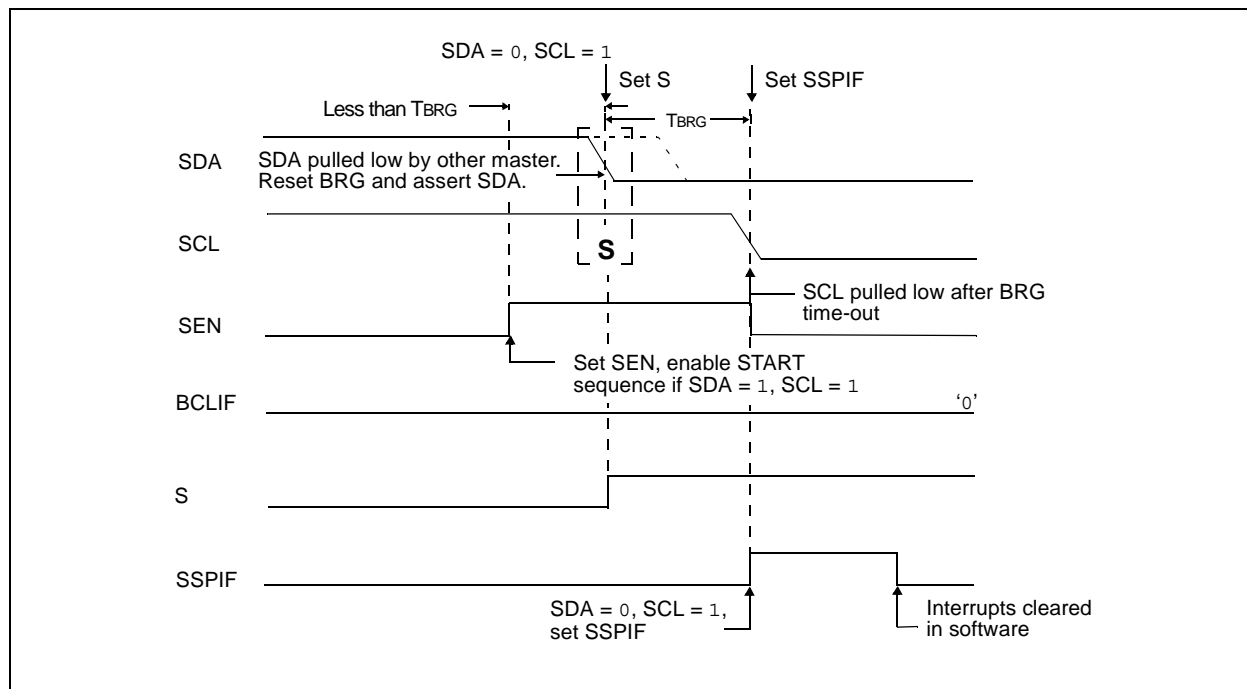 SDA = 0, SCL = 1
Set S
Set SSPIF
Less than TBRG
TBRG
SDA
SDA pulled low by other master.
Reset BRG and assert SDA.
SCL
S
SCL pulled low after BRG
time-out
SEN
Set SEN, enable START
sequence if SDA = 1, SCL = 1
BCLIF
‘0’
S
SSPIF
SDA = 0, SCL = 1,
set SSPIF
Interrupts cleared
in software